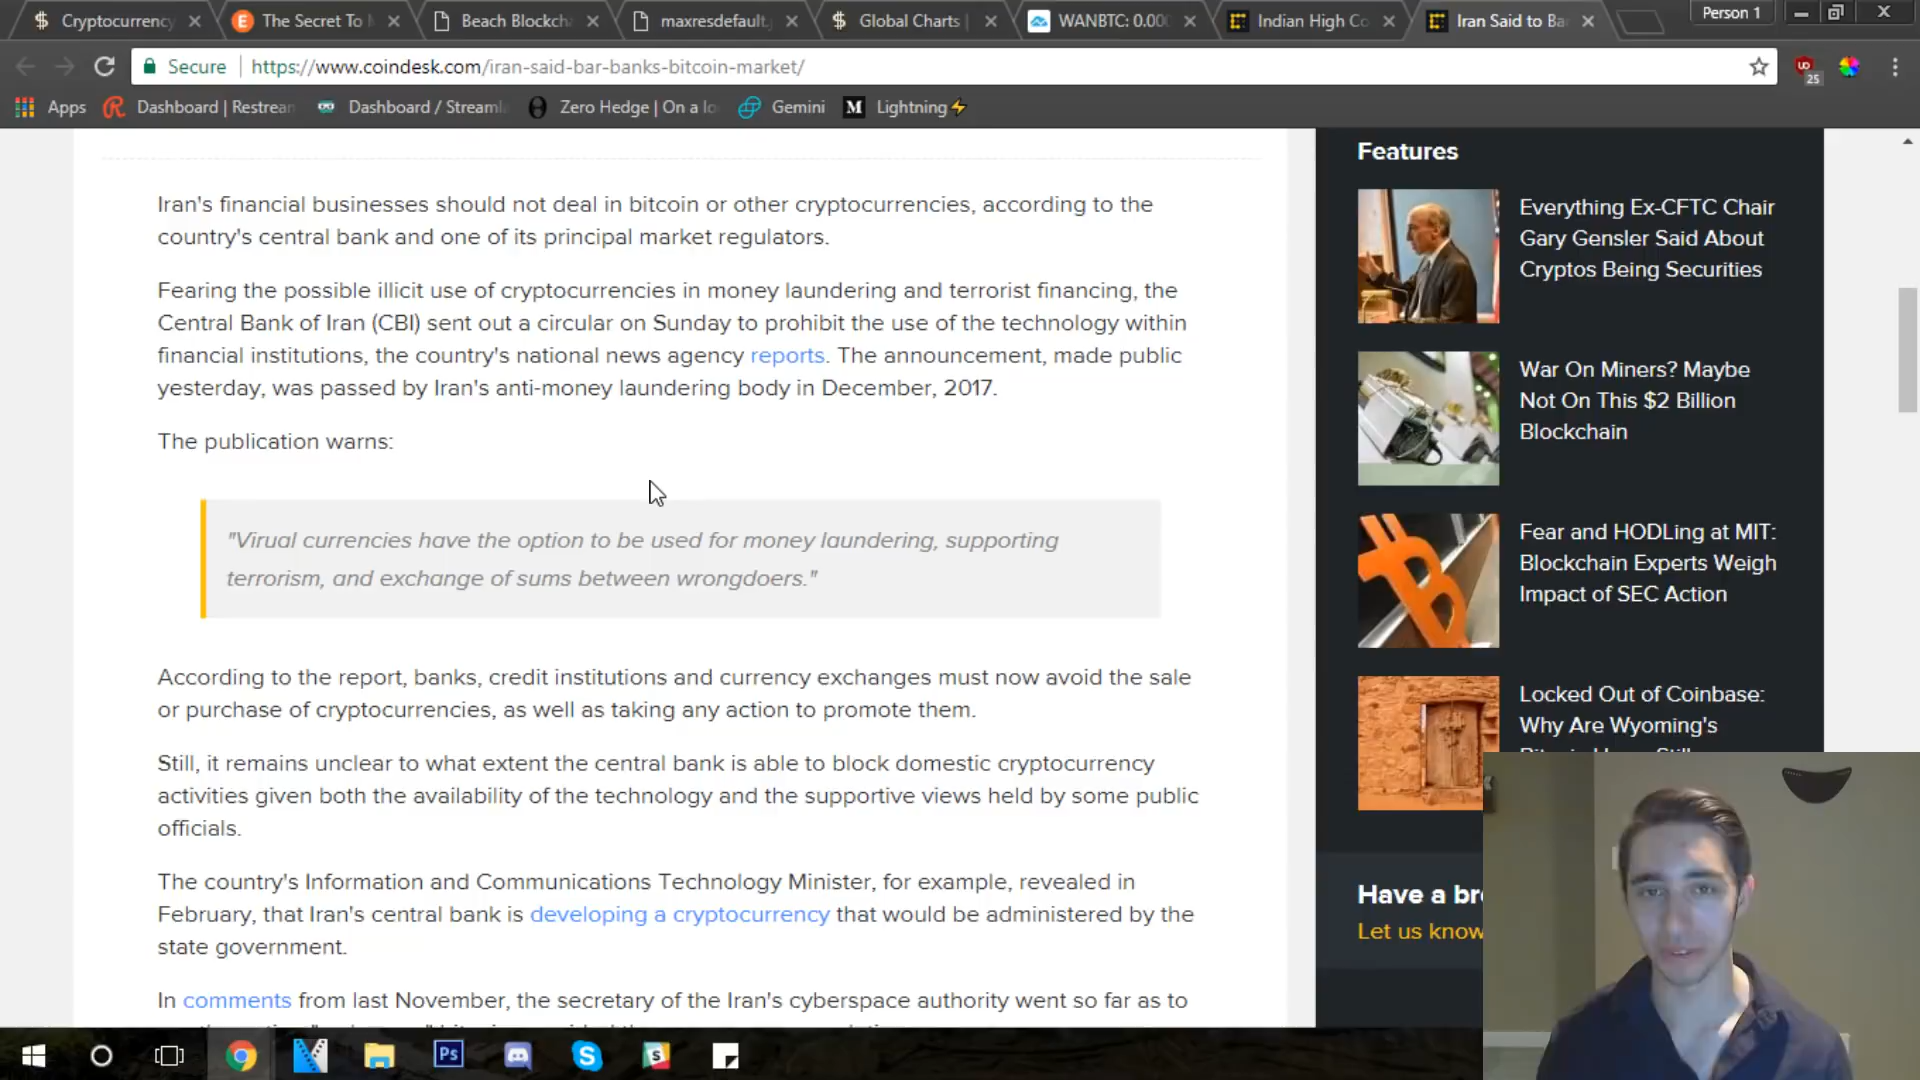 Cryptocurrency
The Secret To
Beach Blockch
maxresdefault.
Global Charts |
WANBTC: 0.000
Indian High Co
Iran Said to Ba
Person 1
Secure
https://www.coindesk.com/iran-said-bar-banks-bitcoin-market/
25
Apps
Dashboard | Restrean
Dashboard / Streamla
Zero Hedge | On a lo
Gemini
M
Lightning⚡
Iran's financial businesses should not deal in bitcoin or other cryptocurrencies, according to the
country's central bank and one of its principal market regulators.
Fearing the possible illicit use of cryptocurrencies in money laundering and terrorist financing, the
Central Bank of Iran (CBI) sent out a circular on Sunday to prohibit the use of the technology within
financial institutions, the country's national news agency reports. The announcement, made public
yesterday, was passed by Iran's anti-money laundering body in December, 2017.
The publication warns:
"Virual currencies have the option to be used for money laundering, supporting
terrorism, and exchange of sums between wrongdoers."
According to the report, banks, credit institutions and currency exchanges must now avoid the sale
or purchase of cryptocurrencies, as well as taking any action to promote them.
Still, it remains unclear to what extent the central bank is able to block domestic cryptocurrency
activities given both the availability of the technology and the supportive views held by some public
officials.
The country's Information and Communications Technology Minister, for example, revealed in
February, that Iran's central bank is developing a cryptocurrency that would be administered by the
state government.
In comments from last November, the secretary of the Iran's cyberspace authority went so far as to
Features
Everything Ex-CFTC Chair
Gary Gensler Said About
Cryptos Being Securities
War On Miners? Maybe
Not On This $2 Billion
Blockchain
Fear and HODLing at MIT:
Blockchain Experts Weigh
Impact of SEC Action
Locked Out of Coinbase:
Why Are Wyoming's
Have a br
Let us know
Ps